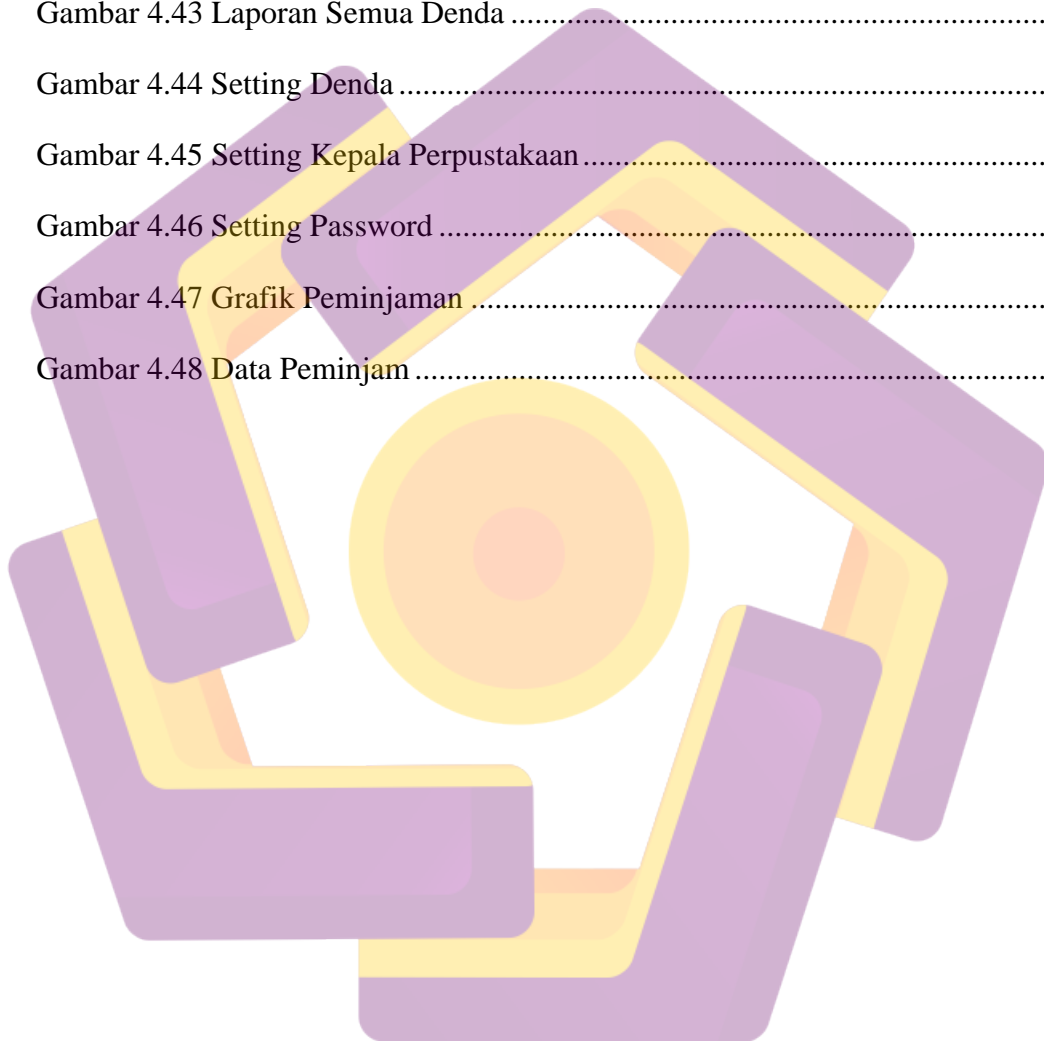 Gambar 4.43 Laporan Semua Denda ....................................................................
Gambar 4.44 Setting Denda ..................................................................................
Gambar 4.45 Setting Kepala Perpustakaan ..........................................................
Gambar 4.46 Setting Password ............................................................................
Gambar 4.47 Grafik Peminjaman ........................................................................
Gambar 4.48 Data Peminjam ...............................................................................